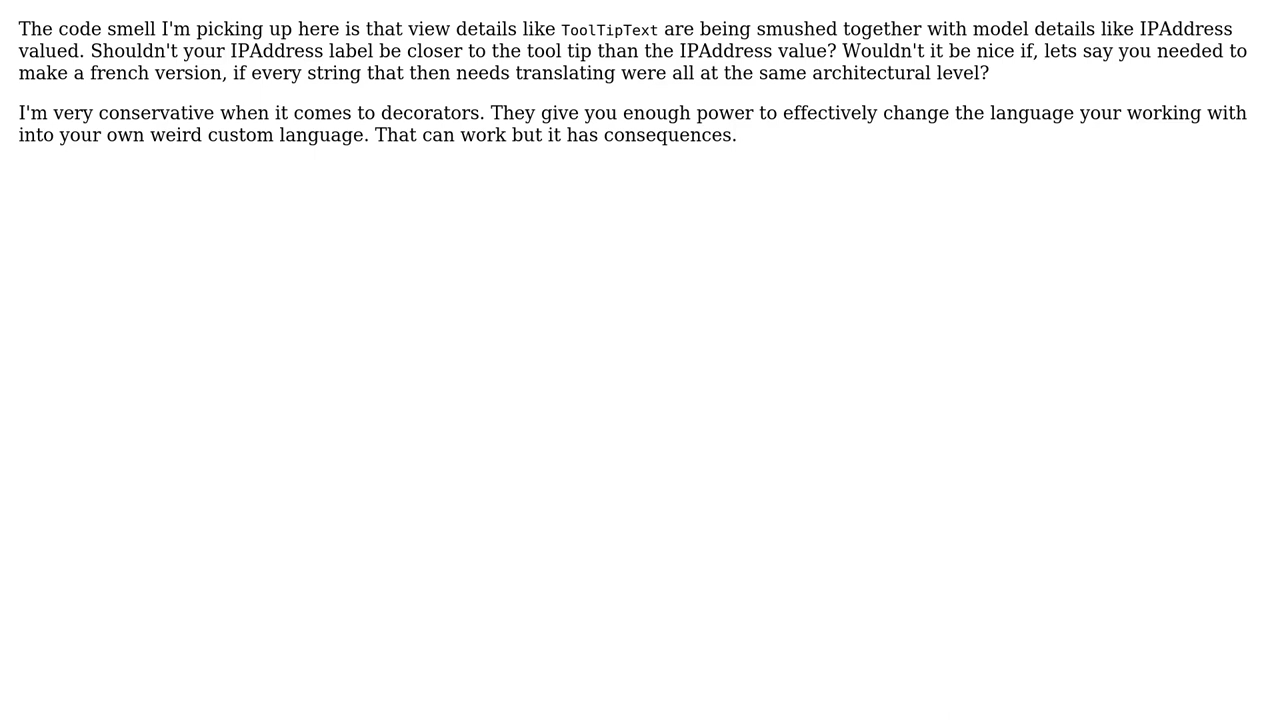 The code smell I'm picking up here is that view details like ToolTipText are being smushed together with model details like IPAddress
valued. Shouldn't your IPAddress label be closer to the tool tip than the IPAddress value? Wouldn't it be nice if, lets say you needed to
make a french version, if every string that then needs translating were all at the same architectural level?
I'm very conservative when it comes to decorators. They give you enough power to effectively change the language your working with
into your own weird custom language. That can work but it has consequences.